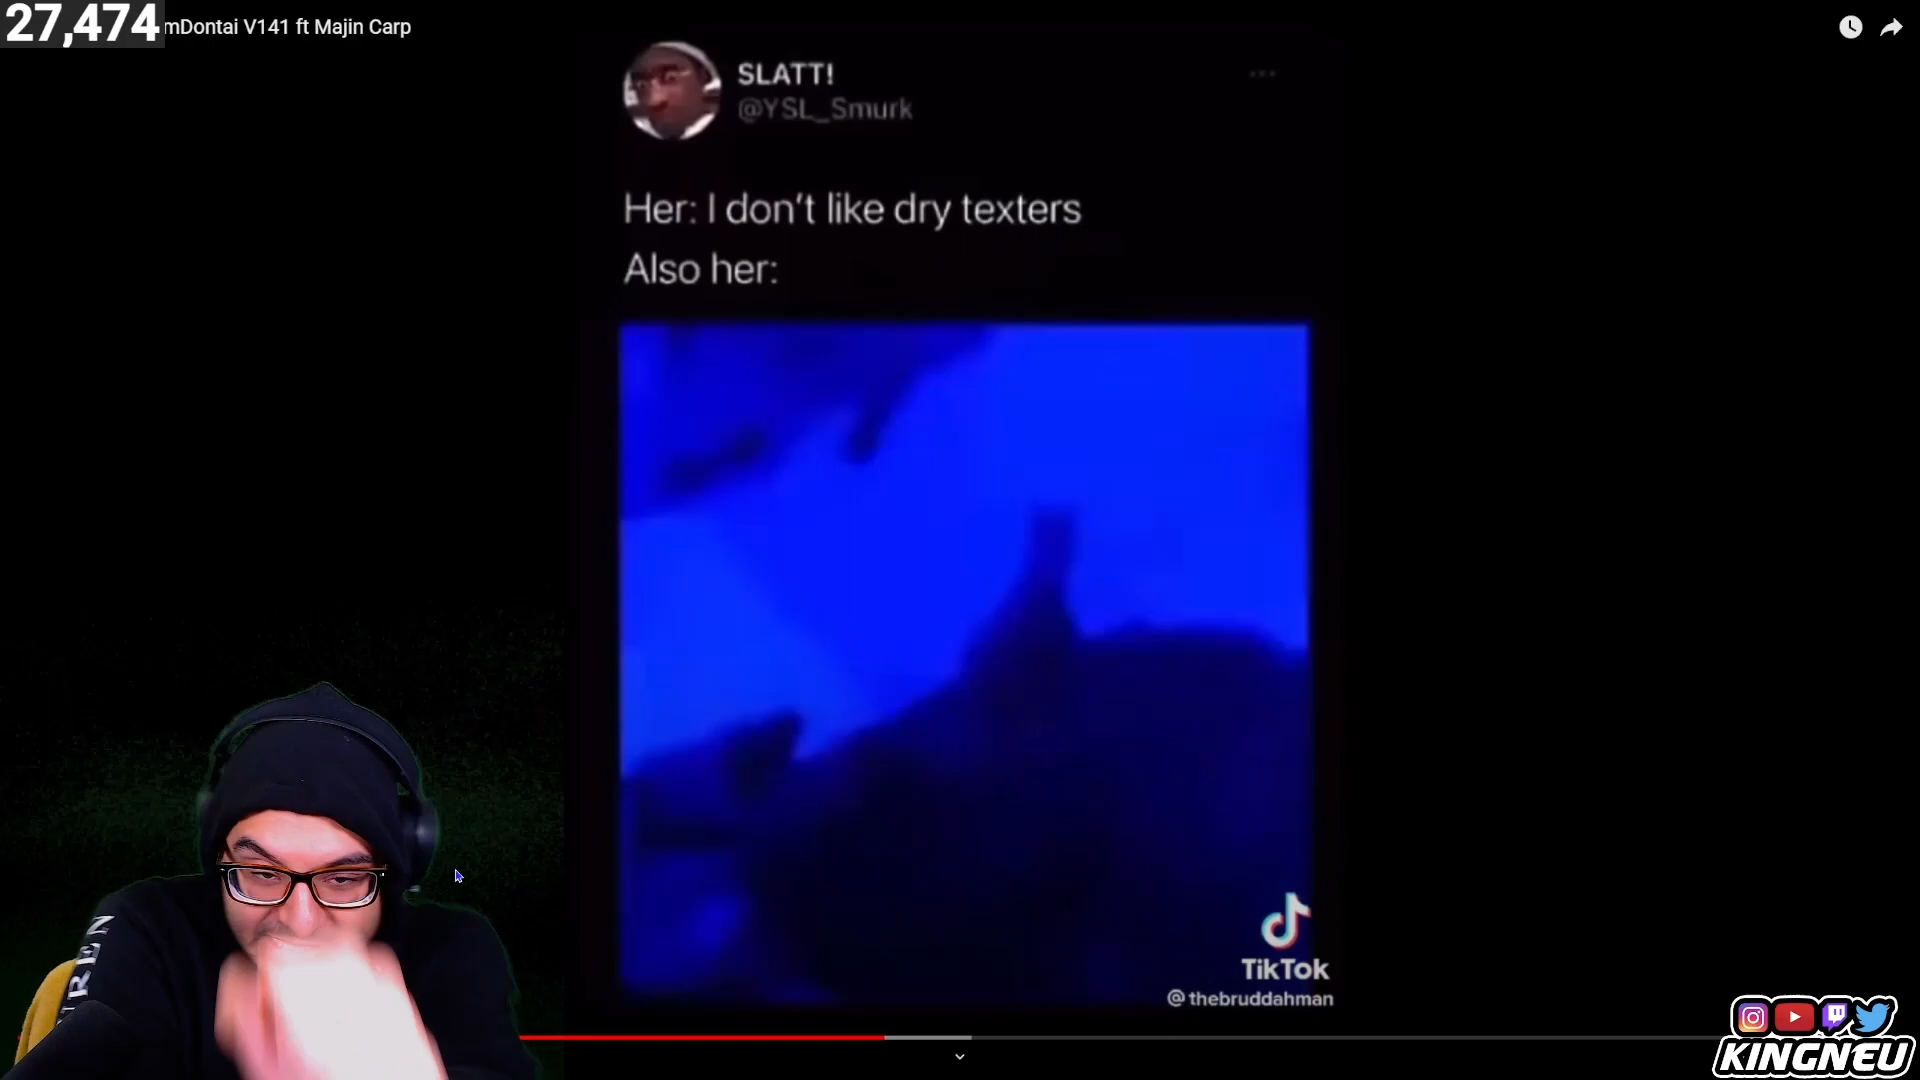 27,474
mDontai V141 ft Majin Carp
SLATT!
@YSL_Smurk
Her: I don't like dry texters
Also her:
TikTok
@thebruddahman
KINGNEU